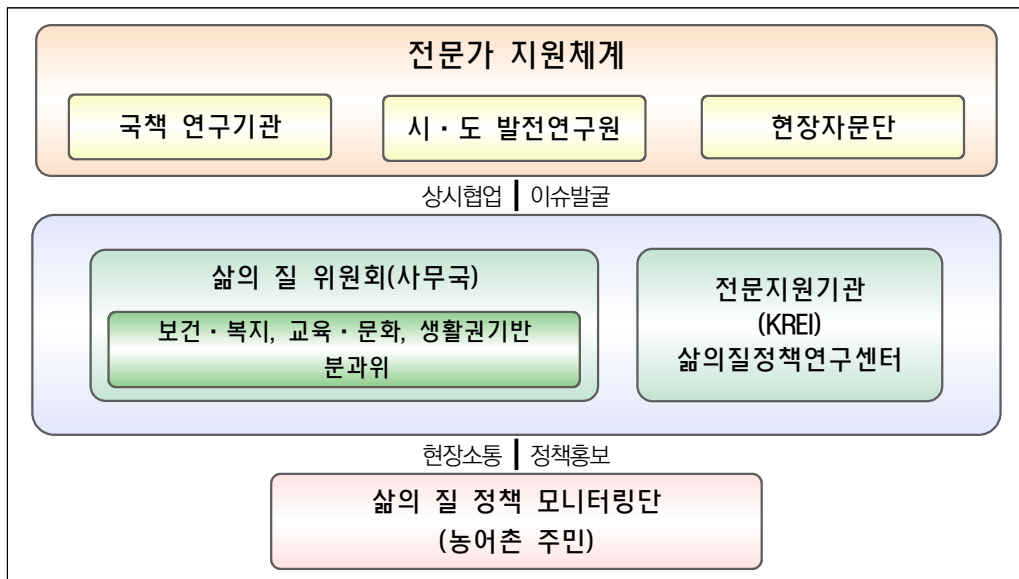 전문가 지원체계
국책 연구기관
시·도 발전연구원
현장자문단
상시협업 이슈발굴
삶의 질 위원회(사무국)
보건·복지, 교육·문화, 생활권기반
분과위
전문지원기관
(KREI)
삶의질정책연구센터
현장소통 정책홍보
삶의 질 정책 모니터링단
(농어촌 주민)